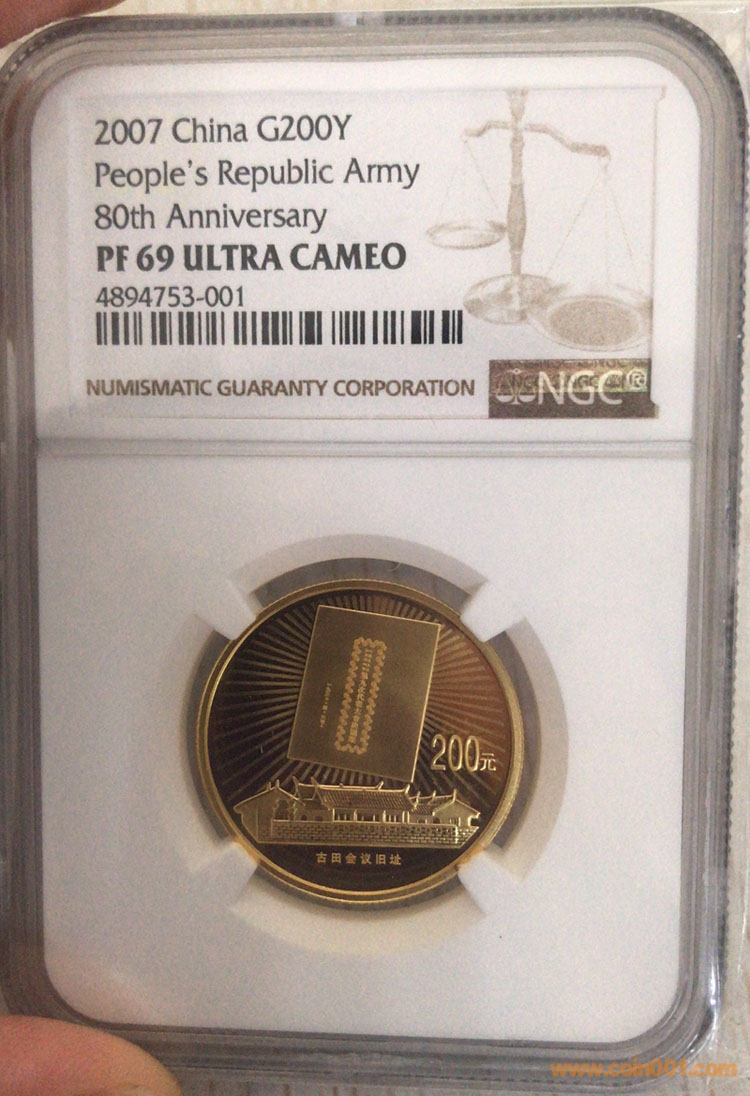 2007 China G200Y
People's Republic Army
80th Anniversary
PF 69 ULTRA CAMEO
4894753-001
NUMISMATIC GUARANTY CORPORATION
NGC®
200元
古田会议旧址
www.coin001.com